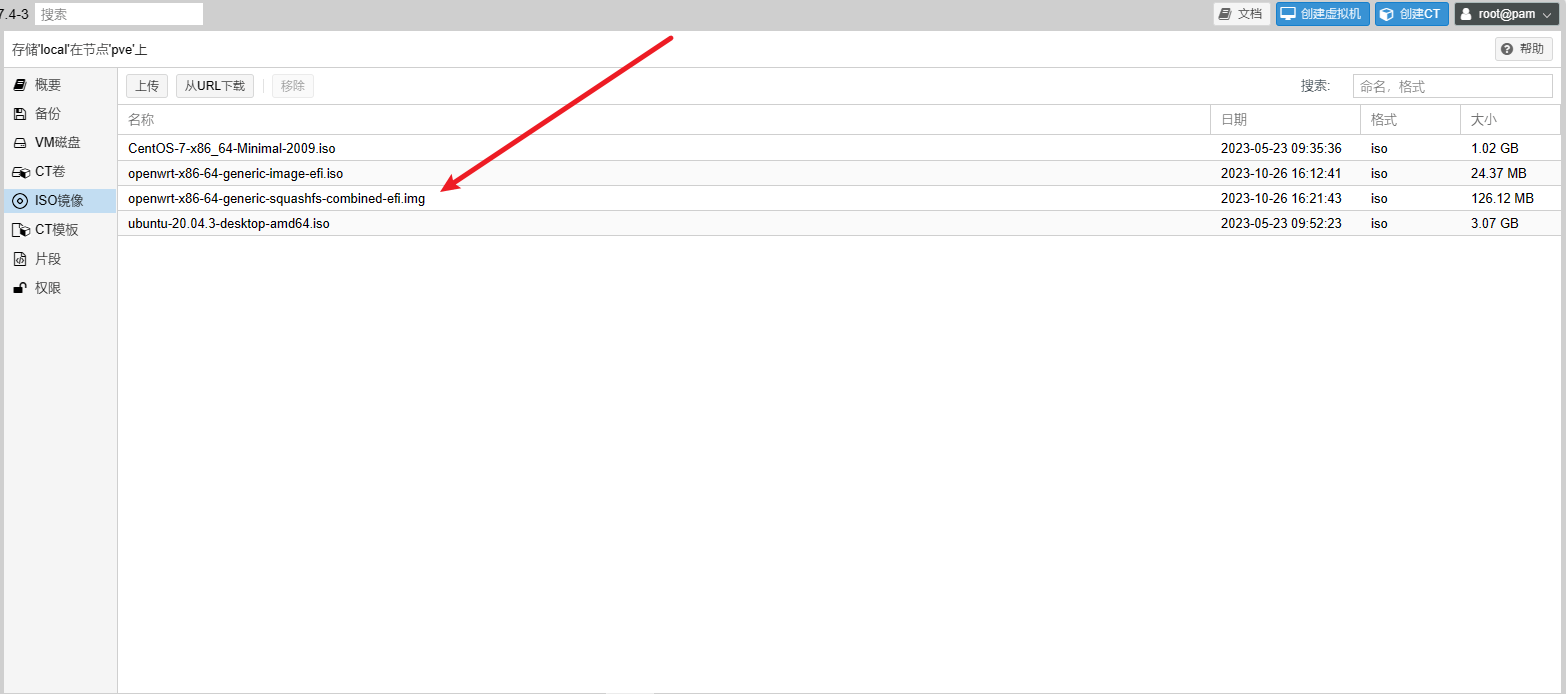 7.4-3 搜索 文档 创建虚拟机 创建CT root@pam
存储'local'在节点'pve'上 帮助
概要 上传 从URL下载 移除 搜索: 命名，格式
备份 名称 日期 格式 大小
VM磁盘 CentOS-7-x86_64-Minimal-2009.iso 2023-05-23 09:35:36 iso 1.02 GB
CT卷 openwrt-x86-64-generic-image-efi.iso 2023-10-26 16:12:41 iso 24.37 MB
ISO镜像 openwrt-x86-64-generic-squashfs-combined-efi.img 2023-10-26 16:21:43 iso 126.12 MB
CT模板 ubuntu-20.04.3-desktop-amd64.iso 2023-05-23 09:52:23 iso 3.07 GB
片段
权限